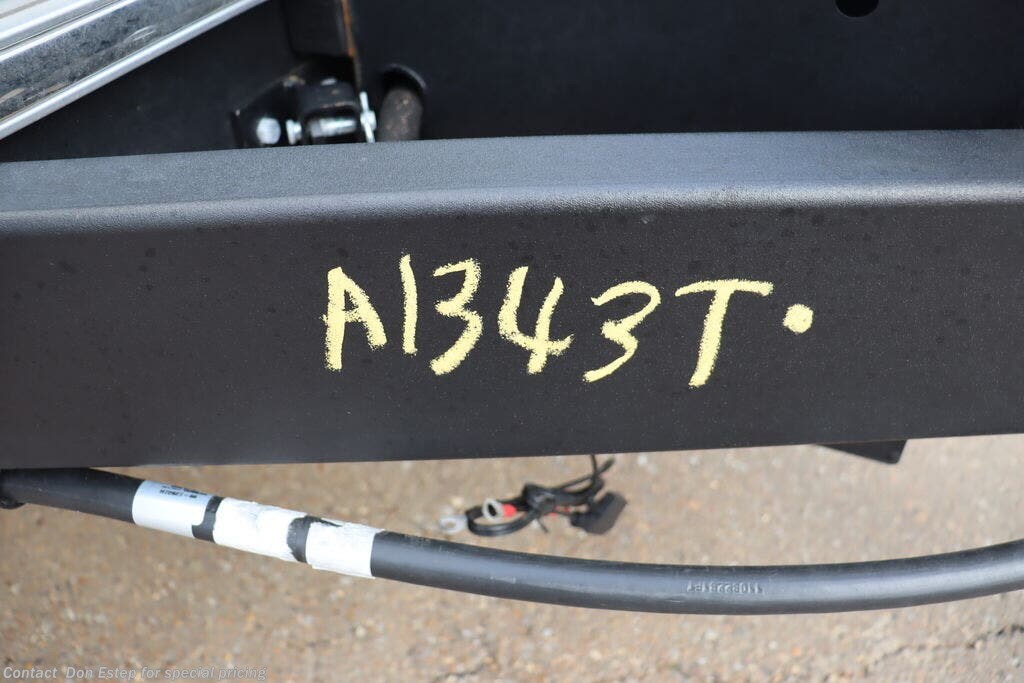 A1343T.
Contact Don Estep for special pricing